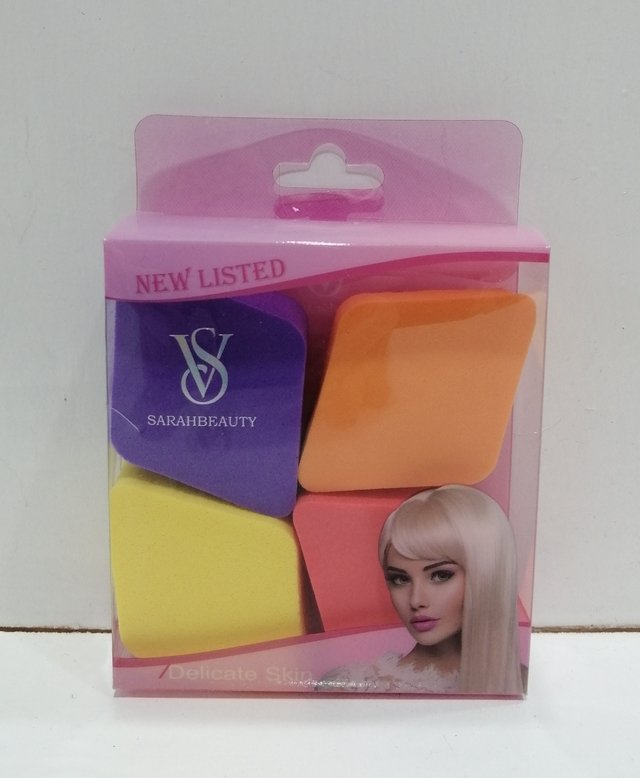 NEW LISTED
VS
SARAHBEAUTY
Delicate Skin